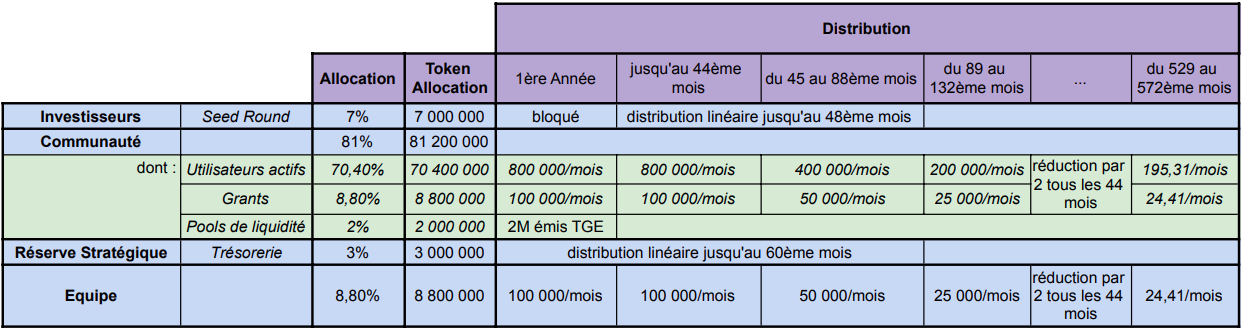 Distribution
Allocation Token Allocation 1ère Année jusqu'au 44ème mois du 45 au 88ème mois du 89 au 132ème mois ... du 529 au 572ème mois
Investisseurs Seed Round 7% 7 000 000 bloqué distribution linéaire jusqu'au 48ème mois
Communauté 81% 81 200 000
dont : Utilisateurs actifs 70,40% 70 400 000 800 000/mois 800 000/mois 400 000/mois 200 000/mois réduction par 2 tous les 44 mois 195,31/mois
Grants 8,80% 8 800 000 100 000/mois 100 000/mois 50 000/mois 25 000/mois 24,41/mois
Pools de liquidité 2% 2 000 000 2M émis TGE
Réserve Stratégique Trésorerie 3% 3 000 000 distribution linéaire jusqu'au 60ème mois
Equipe 8,80% 8 800 000 100 000/mois 100 000/mois 50 000/mois 25 000/mois réduction par 2 tous les 44 mois 24,41/mois